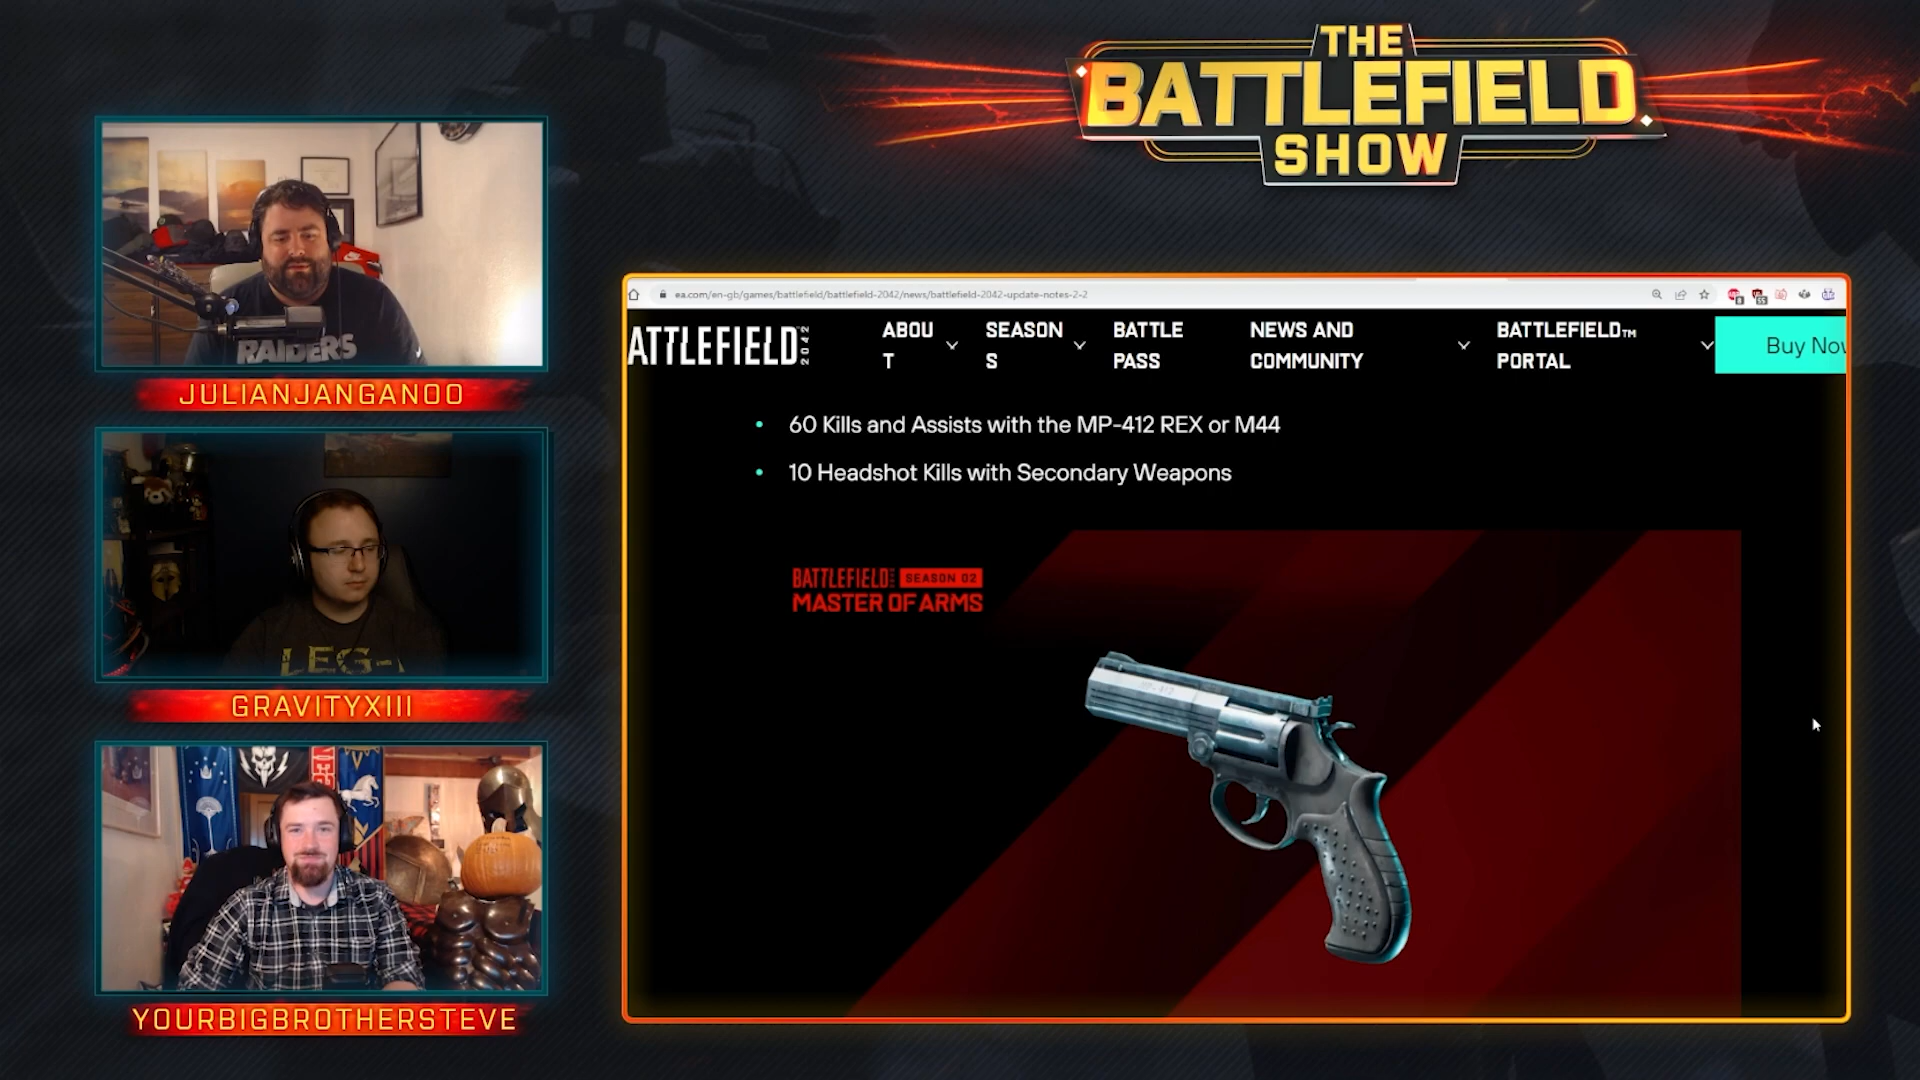 THE
BATTLEFIELD
SHOW
RAIDERS
JULIANJANGANOO
GRAVITYXIII
YOURBIGBROTHERSTEVE
ea.com/en-gb/games/battlefield/battlefield-2042/news/battlefield-2042-update-notes-2-2
ATTLEFIELD 2042
ABOU
T
SEASON
S
BATTLE
PASS
NEWS AND
COMMUNITY
BATTLEFIELD™
PORTAL
Buy Nov
• 60 Kills and Assists with the MP-412 REX or M44
• 10 Headshot Kills with Secondary Weapons
BATTLEFIELD SEASON 02
MASTER OF ARMS